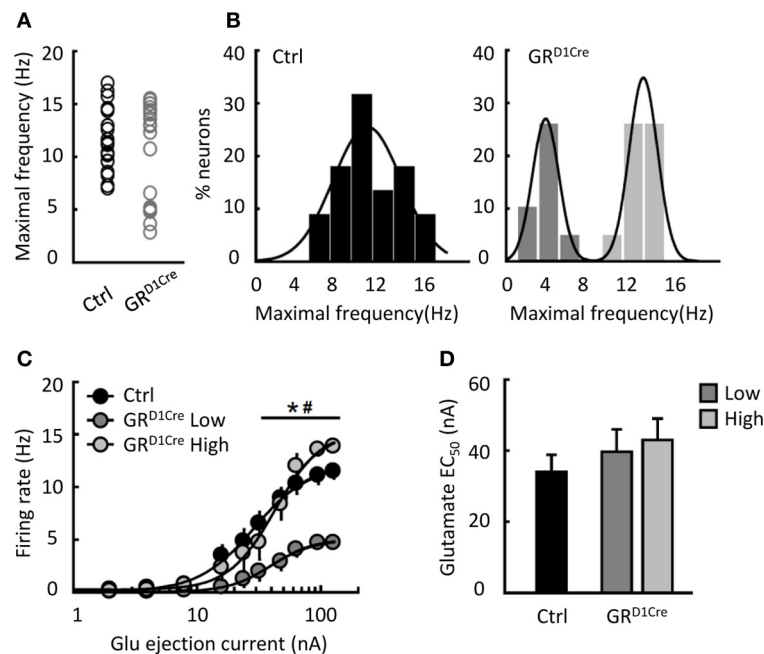 A
Maximal frequency (Hz)
20
15
10
5
0
Ctrl
GR^D1Cre
B
% neurons
40
30
20
10
0
Ctrl
0 4 8 12 16
Maximal frequency(Hz)
GR^D1Cre
40
30
20
10
0
0 4 8 12 16
Maximal frequency(Hz)
C
Firing rate (Hz)
20
15
10
5
0
Ctrl
GR^D1Cre Low
GR^D1Cre High
* #
1 10 100
Glu ejection current (nA)
D
Glutamate EC₅₀ (nA)
60
40
20
0
Low
High
Ctrl GR^D1Cre